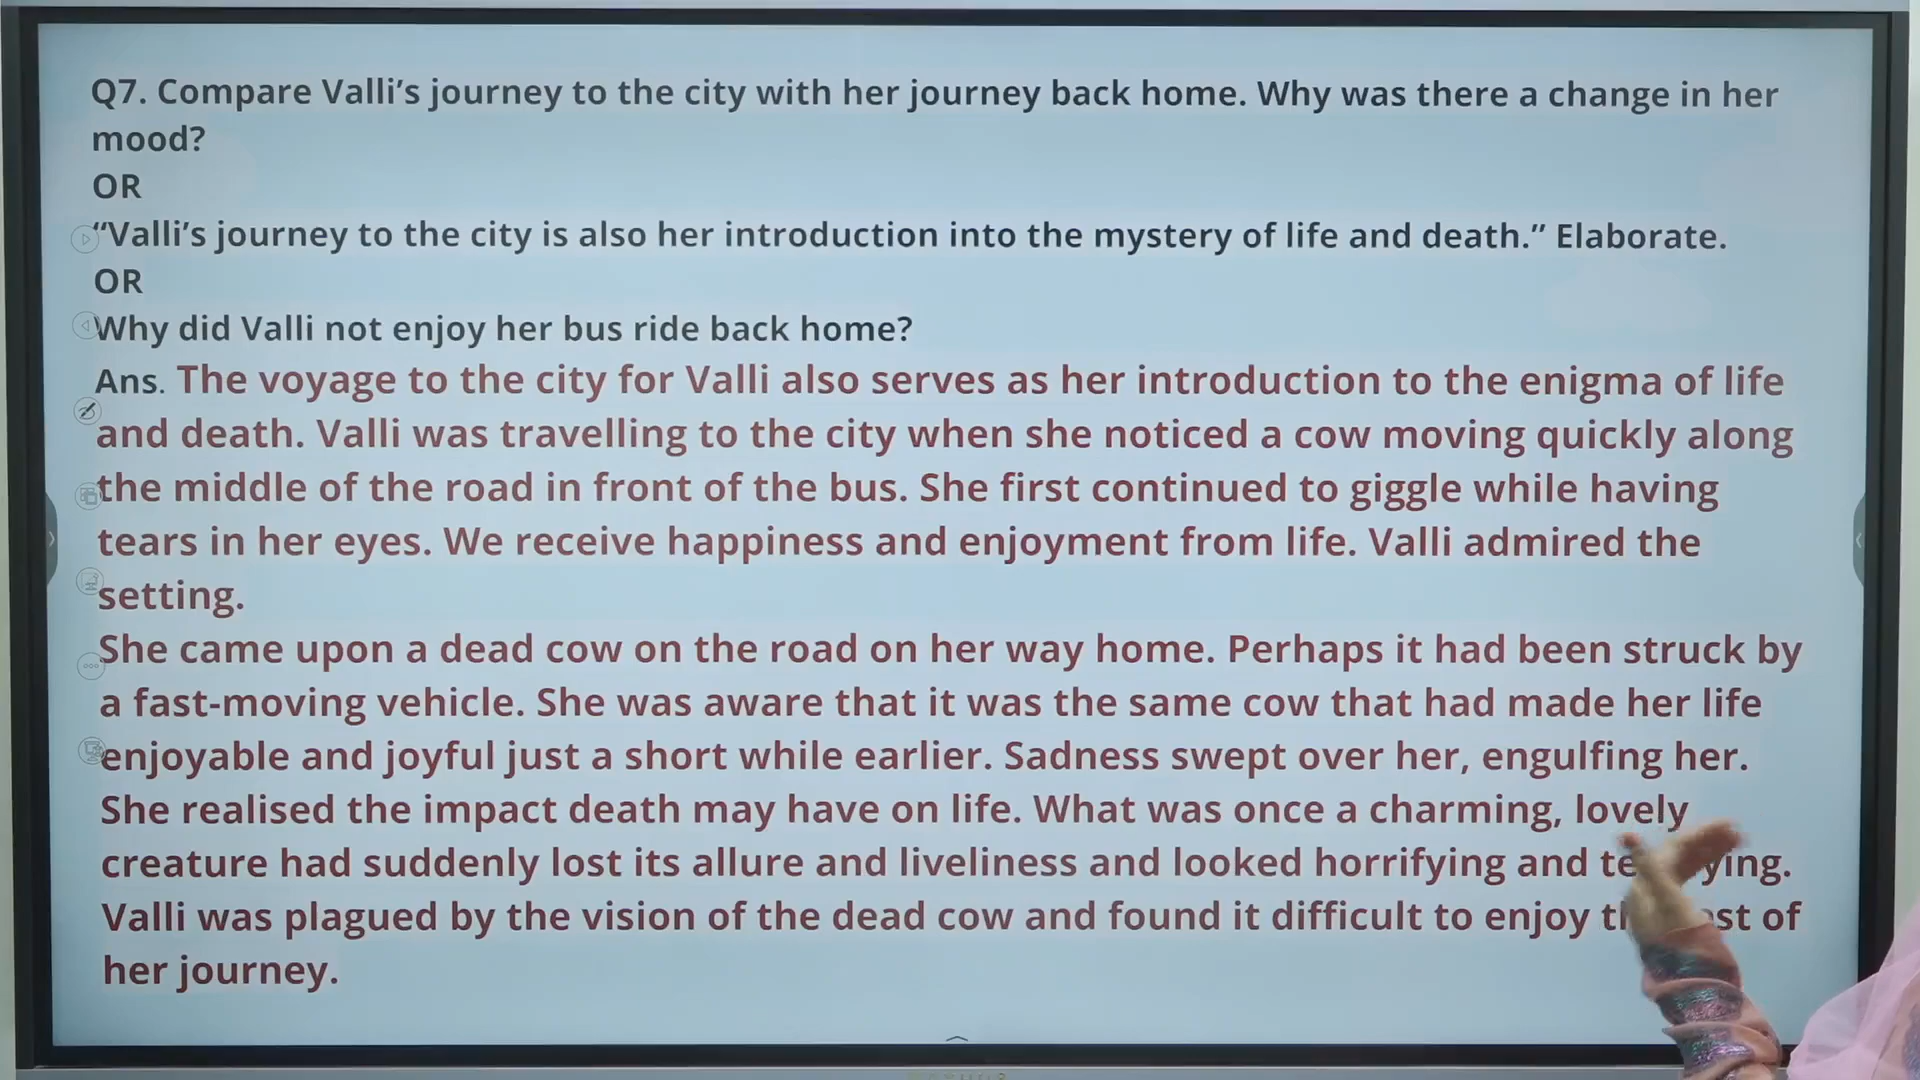 Q7. Compare Valli's journey to the city with her journey back home. Why was there a change in her
mood?
OR
“Valli's journey to the city is also her introduction into the mystery of life and death.” Elaborate.
OR
Why did Valli not enjoy her bus ride back home?
Ans. The voyage to the city for Valli also serves as her introduction to the enigma of life
and death. Valli was travelling to the city when she noticed a cow moving quickly along
the middle of the road in front of the bus. She first continued to giggle while having
tears in her eyes. We receive happiness and enjoyment from life. Valli admired the
setting.
She came upon a dead cow on the road on her way home. Perhaps it had been struck by
a fast-moving vehicle. She was aware that it was the same cow that had made her life
enjoyable and joyful just a short while earlier. Sadness swept over her, engulfing her.
She realised the impact death may have on life. What was once a charming, lovely
creature had suddenly lost its allure and liveliness and looked horrifying and
Valli was plagued by the vision of the dead cow and found it difficult to enjoy of
her journey.